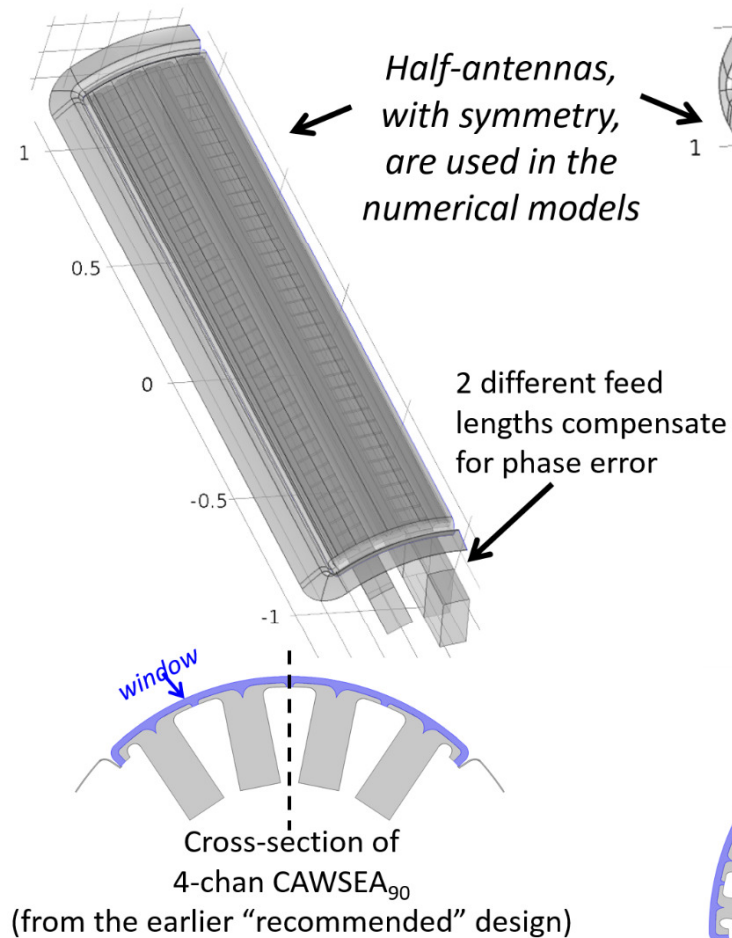 Half-antennas,
with symmetry,
are used in the
numerical models
1
1
0.5
0
2 different feed
lengths compensate
for phase error
-0.5
-1
window
Cross-section of
4-chan CAWSEA₉₀
(from the earlier “recommended” design)